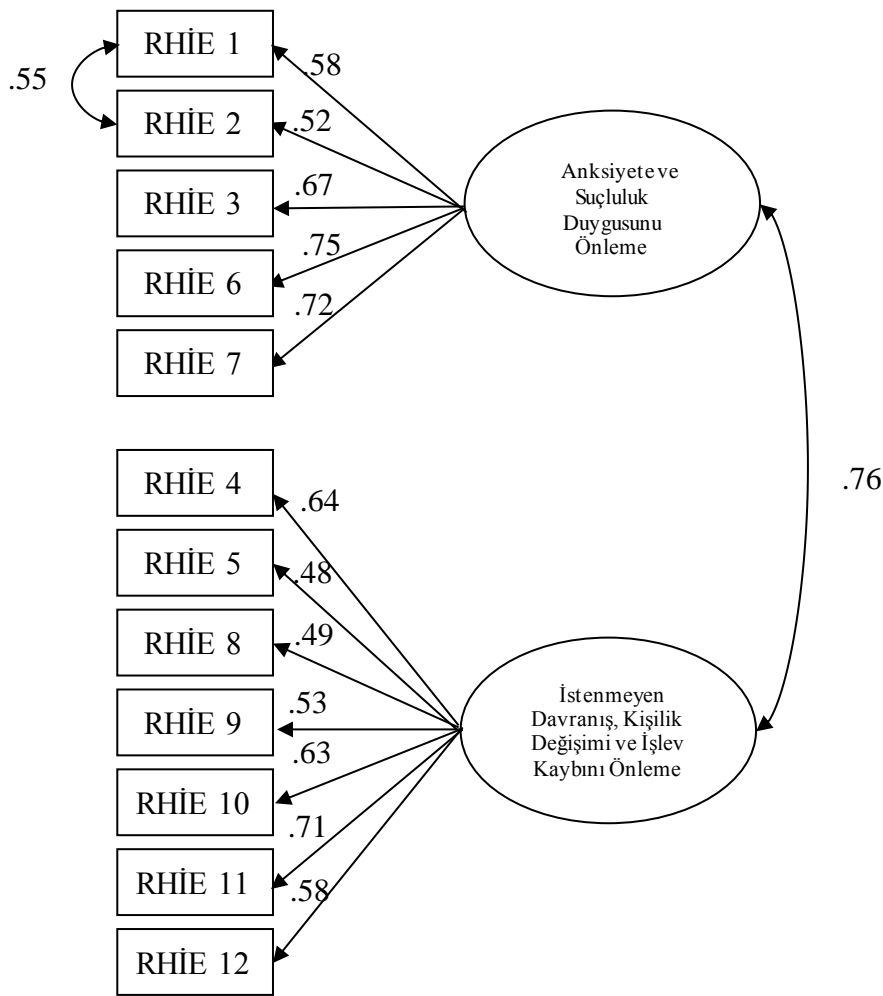 RHİE 1
.58
.55
RHİE 2
.52
RHİE 3
.67
RHİE 6
.75
RHİE 7
.72
Anksiyete ve
Suçluluk
Duygusunu
Önleme
.76
RHİE 4
.64
RHİE 5
.48
RHİE 8
.49
RHİE 9
.53
RHİE 10
.63
RHİE 11
.71
RHİE 12
.58
İstenmeyen
Davranış, Kişilik
Değişimi ve İşlev
Kaybını Önleme